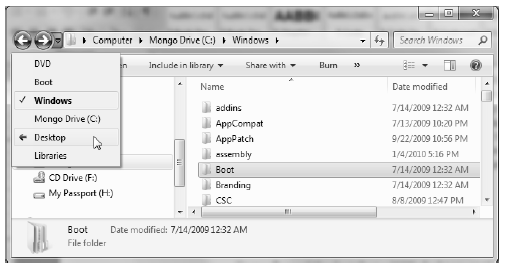 Computer ▸ Mongo Drive (C:) ▸ Windows ▸ Search Windows
en Include in library Share with Burn »
DVD
Boot
Windows
Mongo Drive (C:)
Desktop
Libraries
CD Drive (F:)
My Passport (H:)
Name Date modified
addins 7/14/2009 12:32 AM
AppCompat 7/13/2009 10:20 PM
AppPatch 9/22/2009 10:56 PM
assembly 1/4/2010 5:16 PM
Boot 7/14/2009 12:32 AM
Branding 7/14/2009 12:32 AM
CSC 8/8/2009 12:47 PM
Boot Date modified: 7/14/2009 12:32 AM
File folder